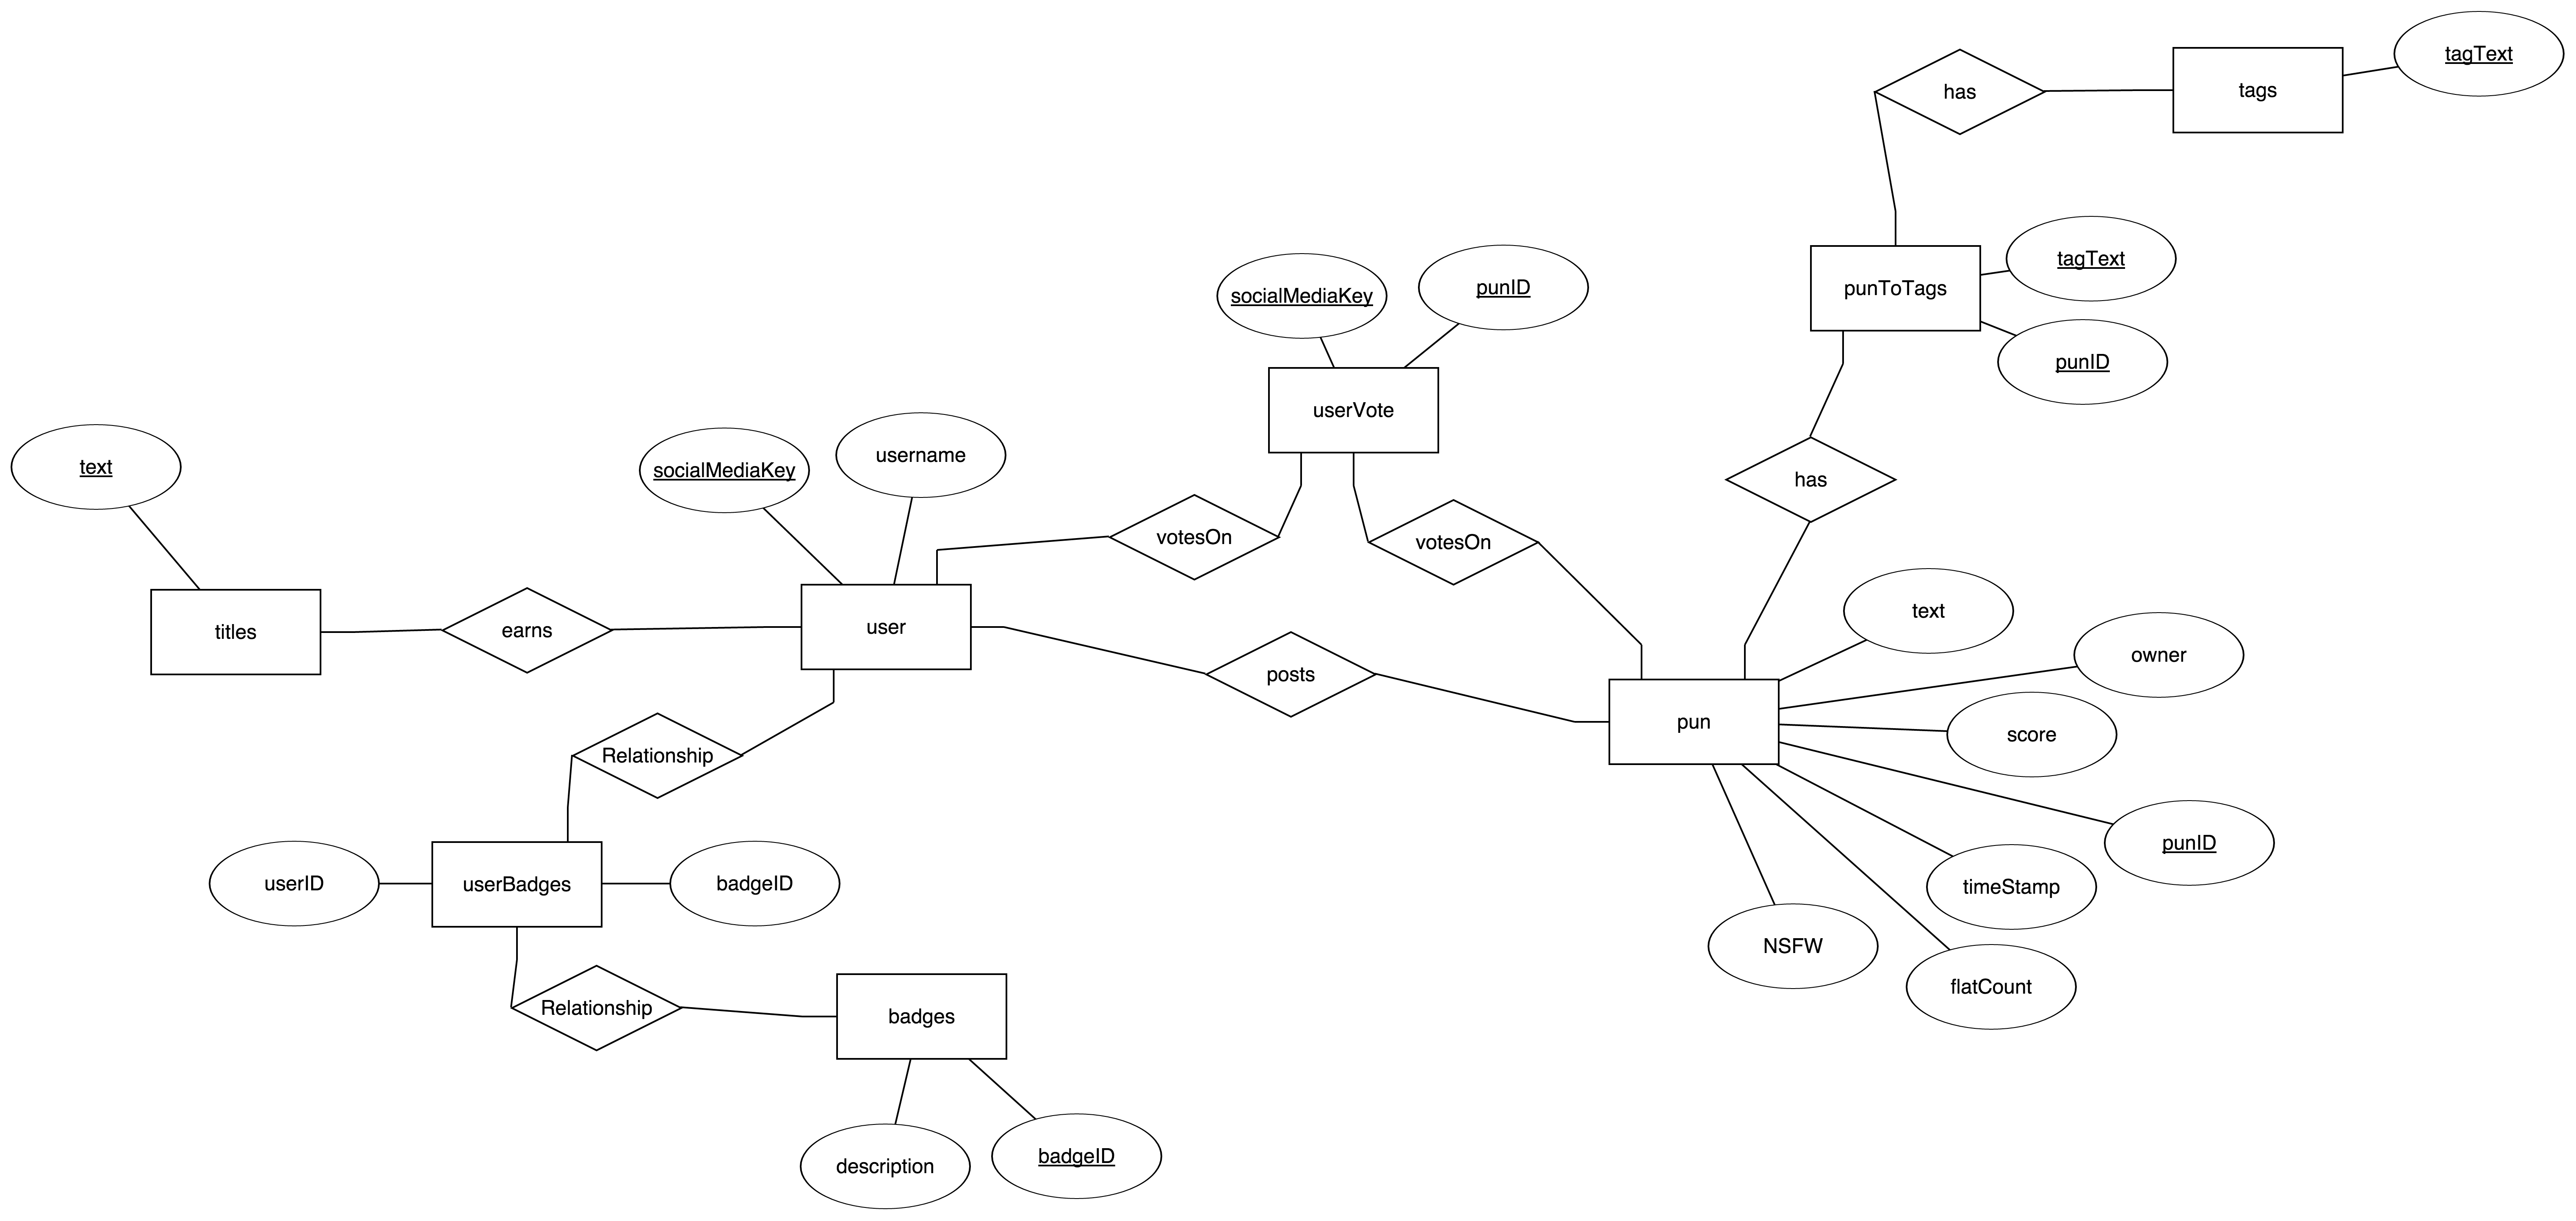 tagText
has
tags
tagText
punToTags
punID
socialMediaKey
punID
userVote
text
socialMediaKey
username
has
votesOn
votesOn
titles
earns
user
posts
text
owner
pun
score
punID
timeStamp
NSFW
flatCount
Relationship
userID
userBadges
badgeID
Relationship
badges
description
badgeID